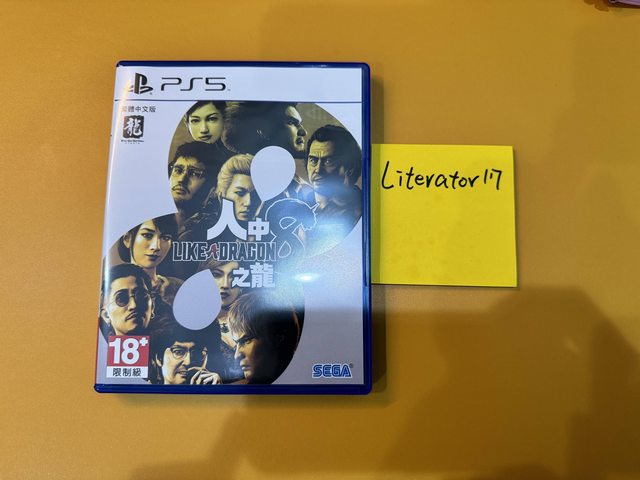 PS5
繁體中文版
龍
人中
8
LIKE A DRAGON
之龍
18+
限制級
SEGA
Literator17